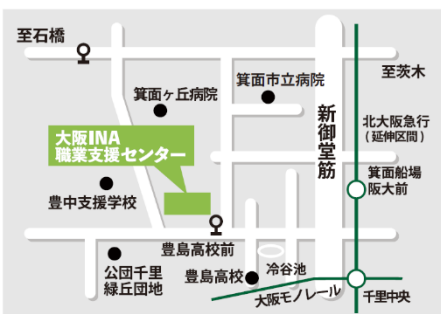 至石橋
箕面市立病院
至茨木
箕面ヶ丘病院
新御堂筋
北大阪急行
(延伸区間)
大阪INA
職業支援センター
箕面船場
阪大前
豊中支援学校
豊島高校前
公団千里
緑丘団地
豊島高校
冷谷池
大阪モノレール
千里中央